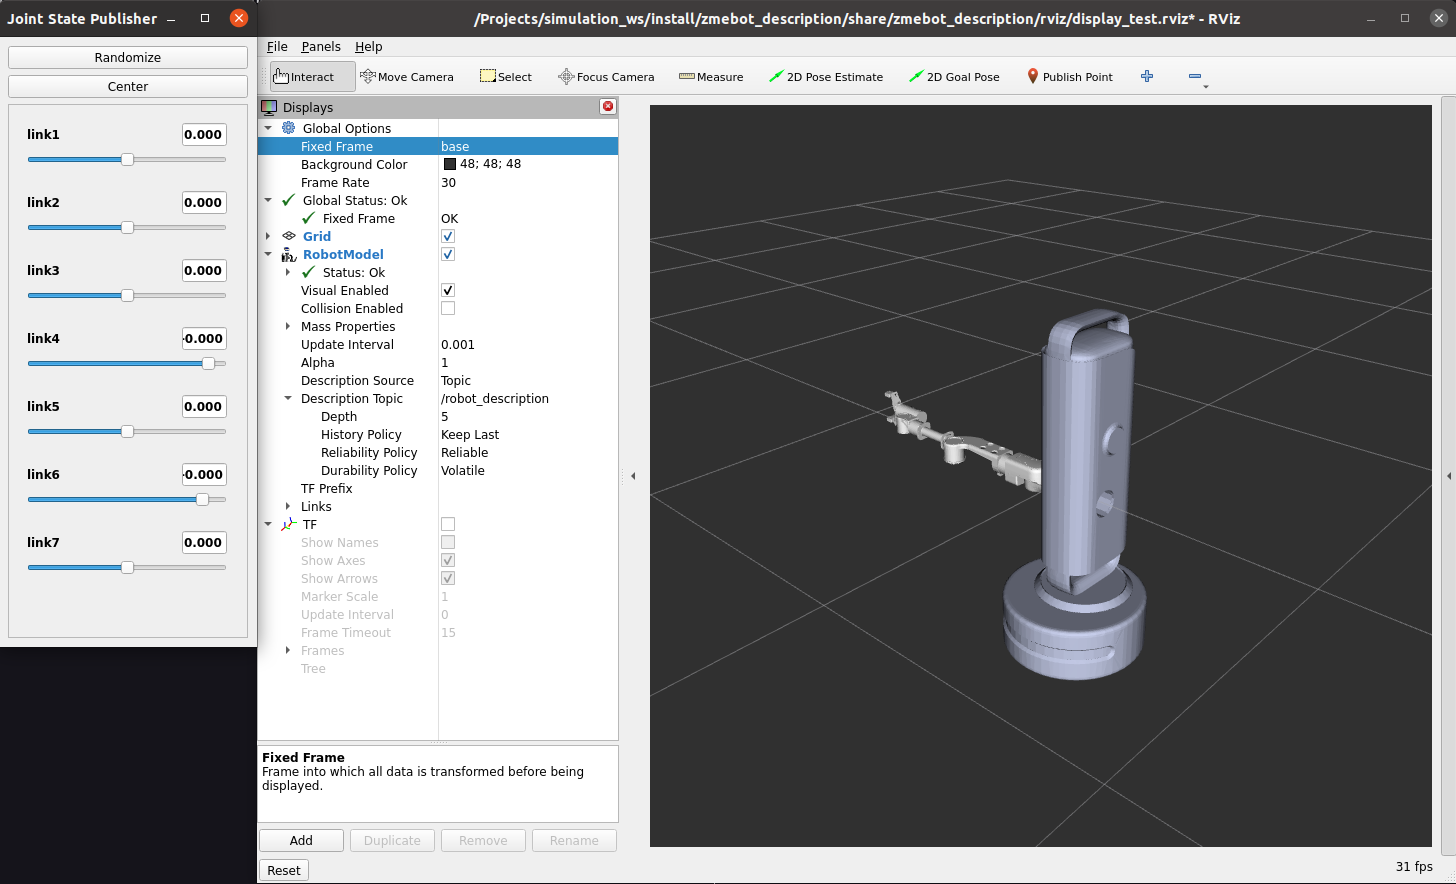 Joint State Publisher
Randomize
Center
link1 0.000
link2 0.000
link3 0.000
link4 -0.000
link5 0.000
link6 -0.000
link7 0.000
/Projects/simulation_ws/install/zmebot_description/share/zmebot_description/rviz/display_test.rviz* - RViz
File Panels Help
Interact Move Camera Select Focus Camera Measure 2D Pose Estimate 2D Goal Pose Publish Point
Displays
Global Options
Fixed Frame base
Background Color 48; 48; 48
Frame Rate 30
Global Status: Ok
Fixed Frame OK
Grid
RobotModel
Status: Ok
Visual Enabled
Collision Enabled
Mass Properties
Update Interval 0.001
Alpha 1
Description Source Topic
Description Topic /robot_description
Depth 5
History Policy Keep Last
Reliability Policy Reliable
Durability Policy Volatile
TF Prefix
Links
TF
Show Names
Show Axes
Show Arrows
Marker Scale 1
Update Interval 0
Frame Timeout 15
Frames
Tree
Fixed Frame
Frame into which all data is transformed before being
displayed.
Add Duplicate Remove Rename
Reset
31 fps